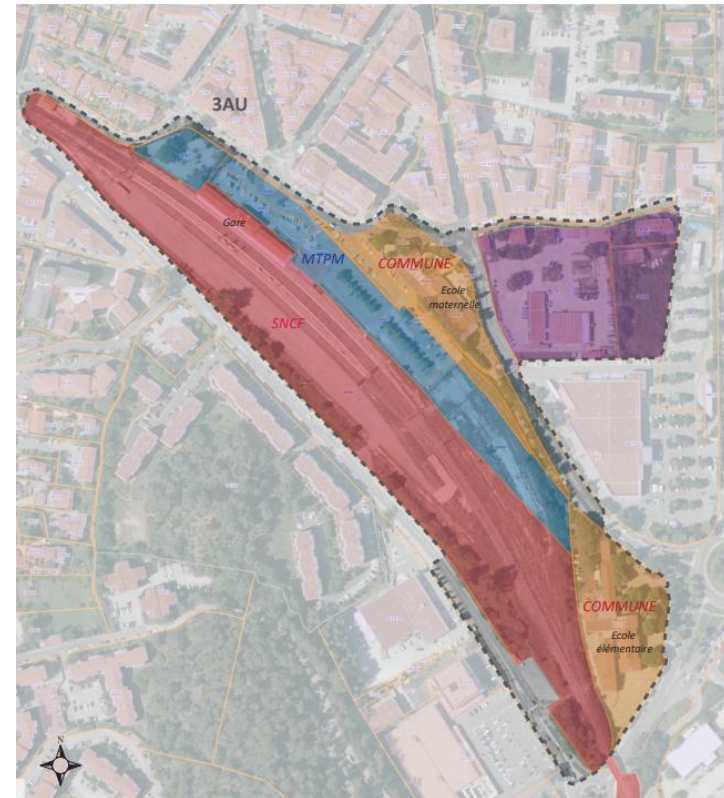 3AU
Gare
MTPM
COMMUNE
Ecole
maternelle
SNCF
COMMUNE
Ecole
élémentaire
N